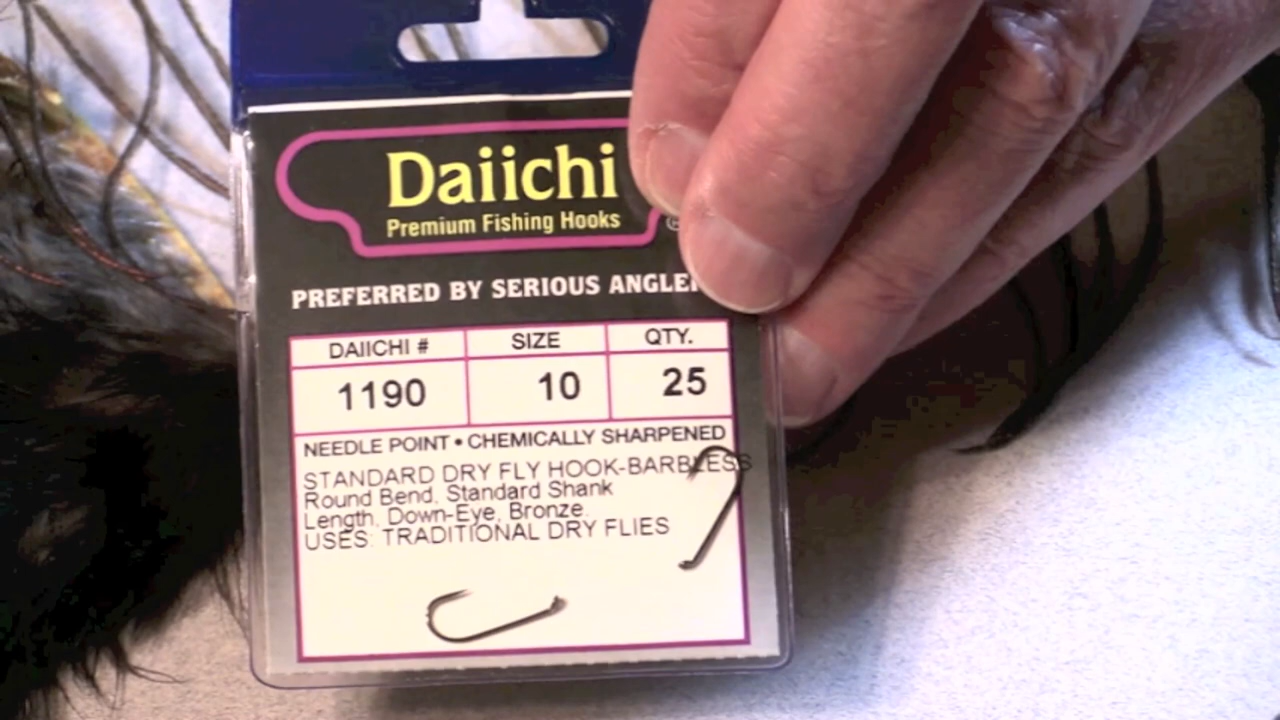 Daiichi
Premium Fishing Hooks
PREFERRED BY SERIOUS
DAIICHI # SIZE QTY.
1190 10 25
NEEDLE POINT • CHEMICALLY SHARPENED
STANDARD DRY FLY HOOK-BARBLESS
Round Bend, Standard Shank
Length, Down-Eye, Bronze.
USES: TRADITIONAL DRY FLIES